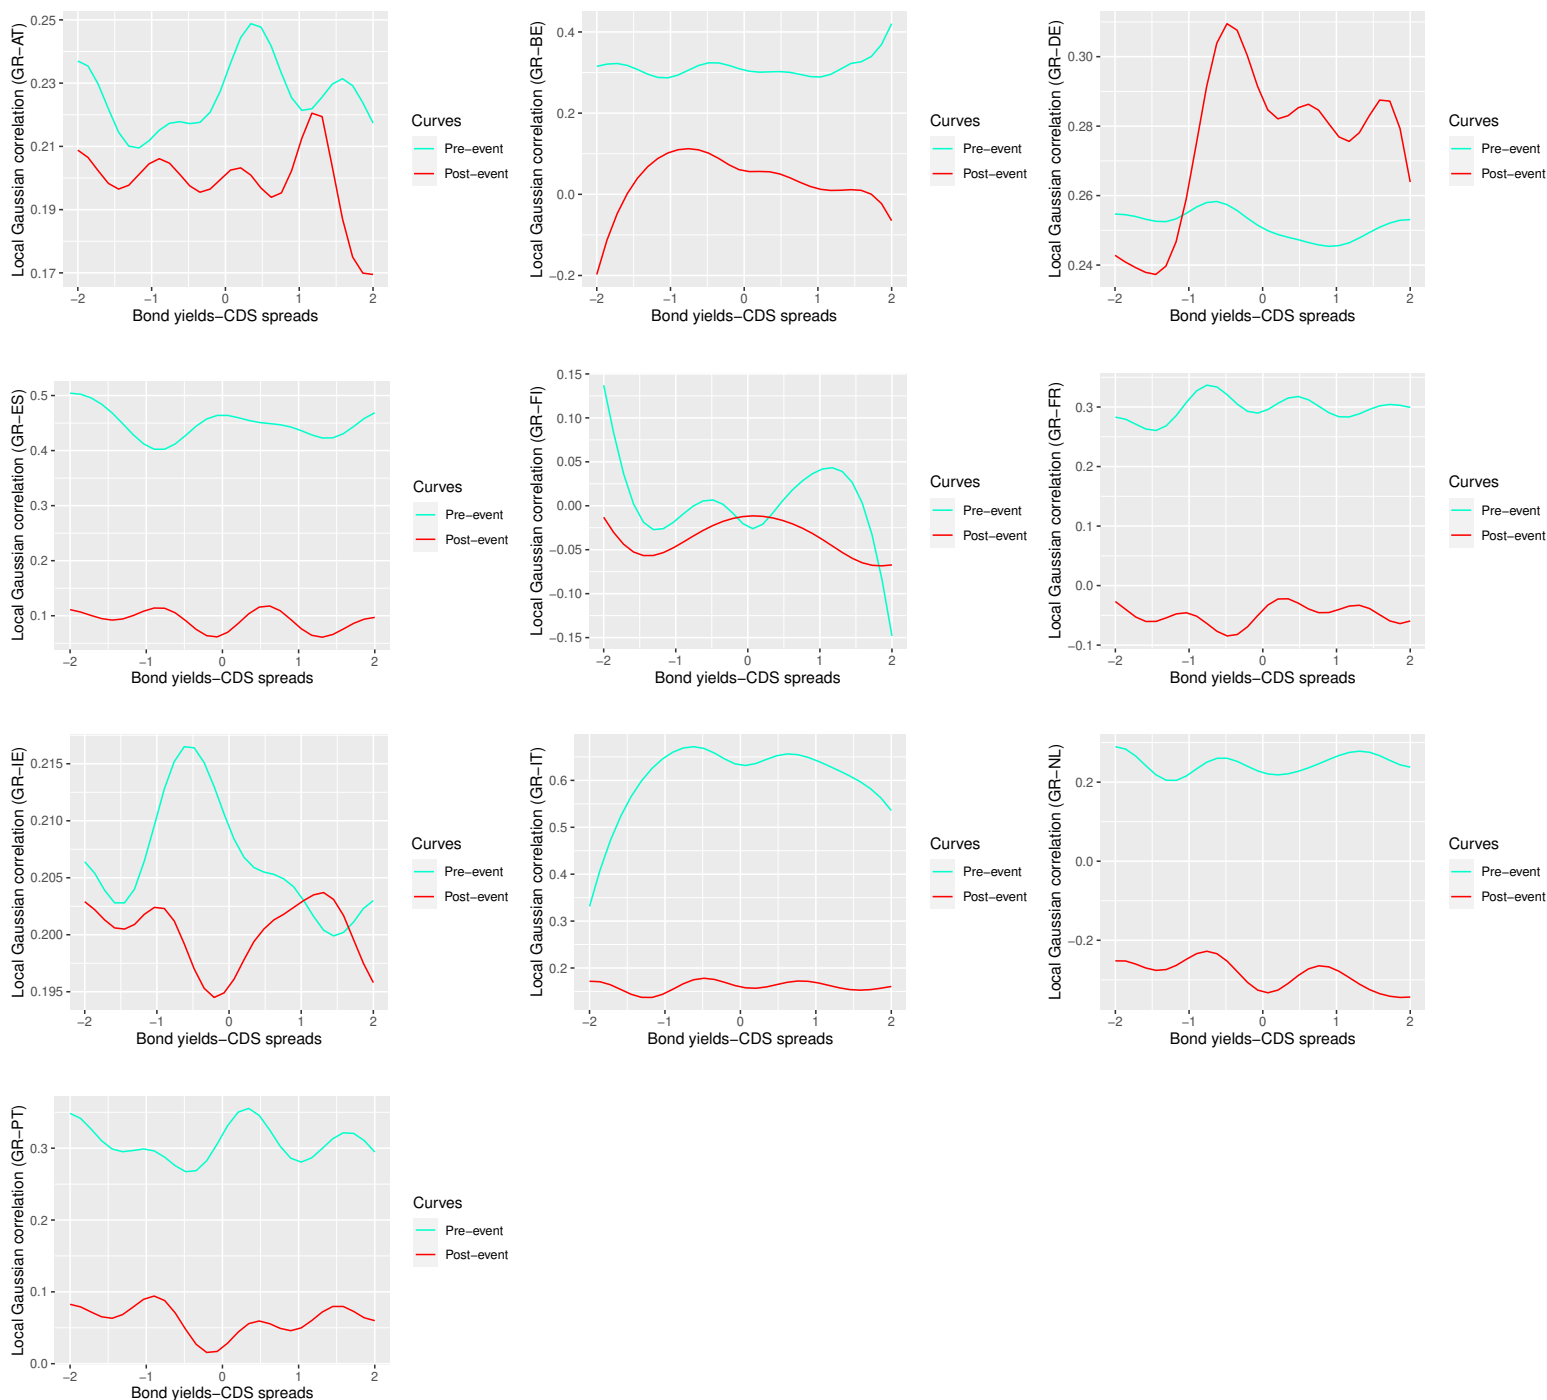 Local Gaussian correlation (GR−AT)
0.25
0.23
0.21
0.19
0.17
−2 −1 0 1 2
Bond yields−CDS spreads
Curves
Pre−event
Post−event
Local Gaussian correlation (GR−BE)
0.4
0.2
0.0
−0.2
−2 −1 0 1 2
Bond yields−CDS spreads
Curves
Pre−event
Post−event
Local Gaussian correlation (GR−DE)
0.30
0.28
0.26
0.24
−2 −1 0 1 2
Bond yields−CDS spreads
Curves
Pre−event
Post−event
Local Gaussian correlation (GR−ES)
0.5
0.4
0.3
0.2
0.1
−2 −1 0 1 2
Bond yields−CDS spreads
Curves
Pre−event
Post−event
Local Gaussian correlation (GR−FI)
0.15
0.10
0.05
0.00
−0.05
−0.10
−0.15
−2 −1 0 1 2
Bond yields−CDS spreads
Curves
Pre−event
Post−event
Local Gaussian correlation (GR−FR)
0.3
0.2
0.1
0.0
−0.1
−2 −1 0 1 2
Bond yields−CDS spreads
Curves
Pre−event
Post−event
Local Gaussian correlation (GR−IE)
0.215
0.210
0.205
0.200
0.195
−2 −1 0 1 2
Bond yields−CDS spreads
Curves
Pre−event
Post−event
Local Gaussian correlation (GR−IT)
0.6
0.5
0.4
0.3
0.2
−2 −1 0 1 2
Bond yields−CDS spreads
Curves
Pre−event
Post−event
Local Gaussian correlation (GR−NL)
0.2
0.0
−0.2
−2 −1 0 1 2
Bond yields−CDS spreads
Curves
Pre−event
Post−event
Local Gaussian correlation (GR−PT)
0.3
0.2
0.1
0.0
−2 −1 0 1 2
Bond yields−CDS spreads
Curves
Pre−event
Post−event